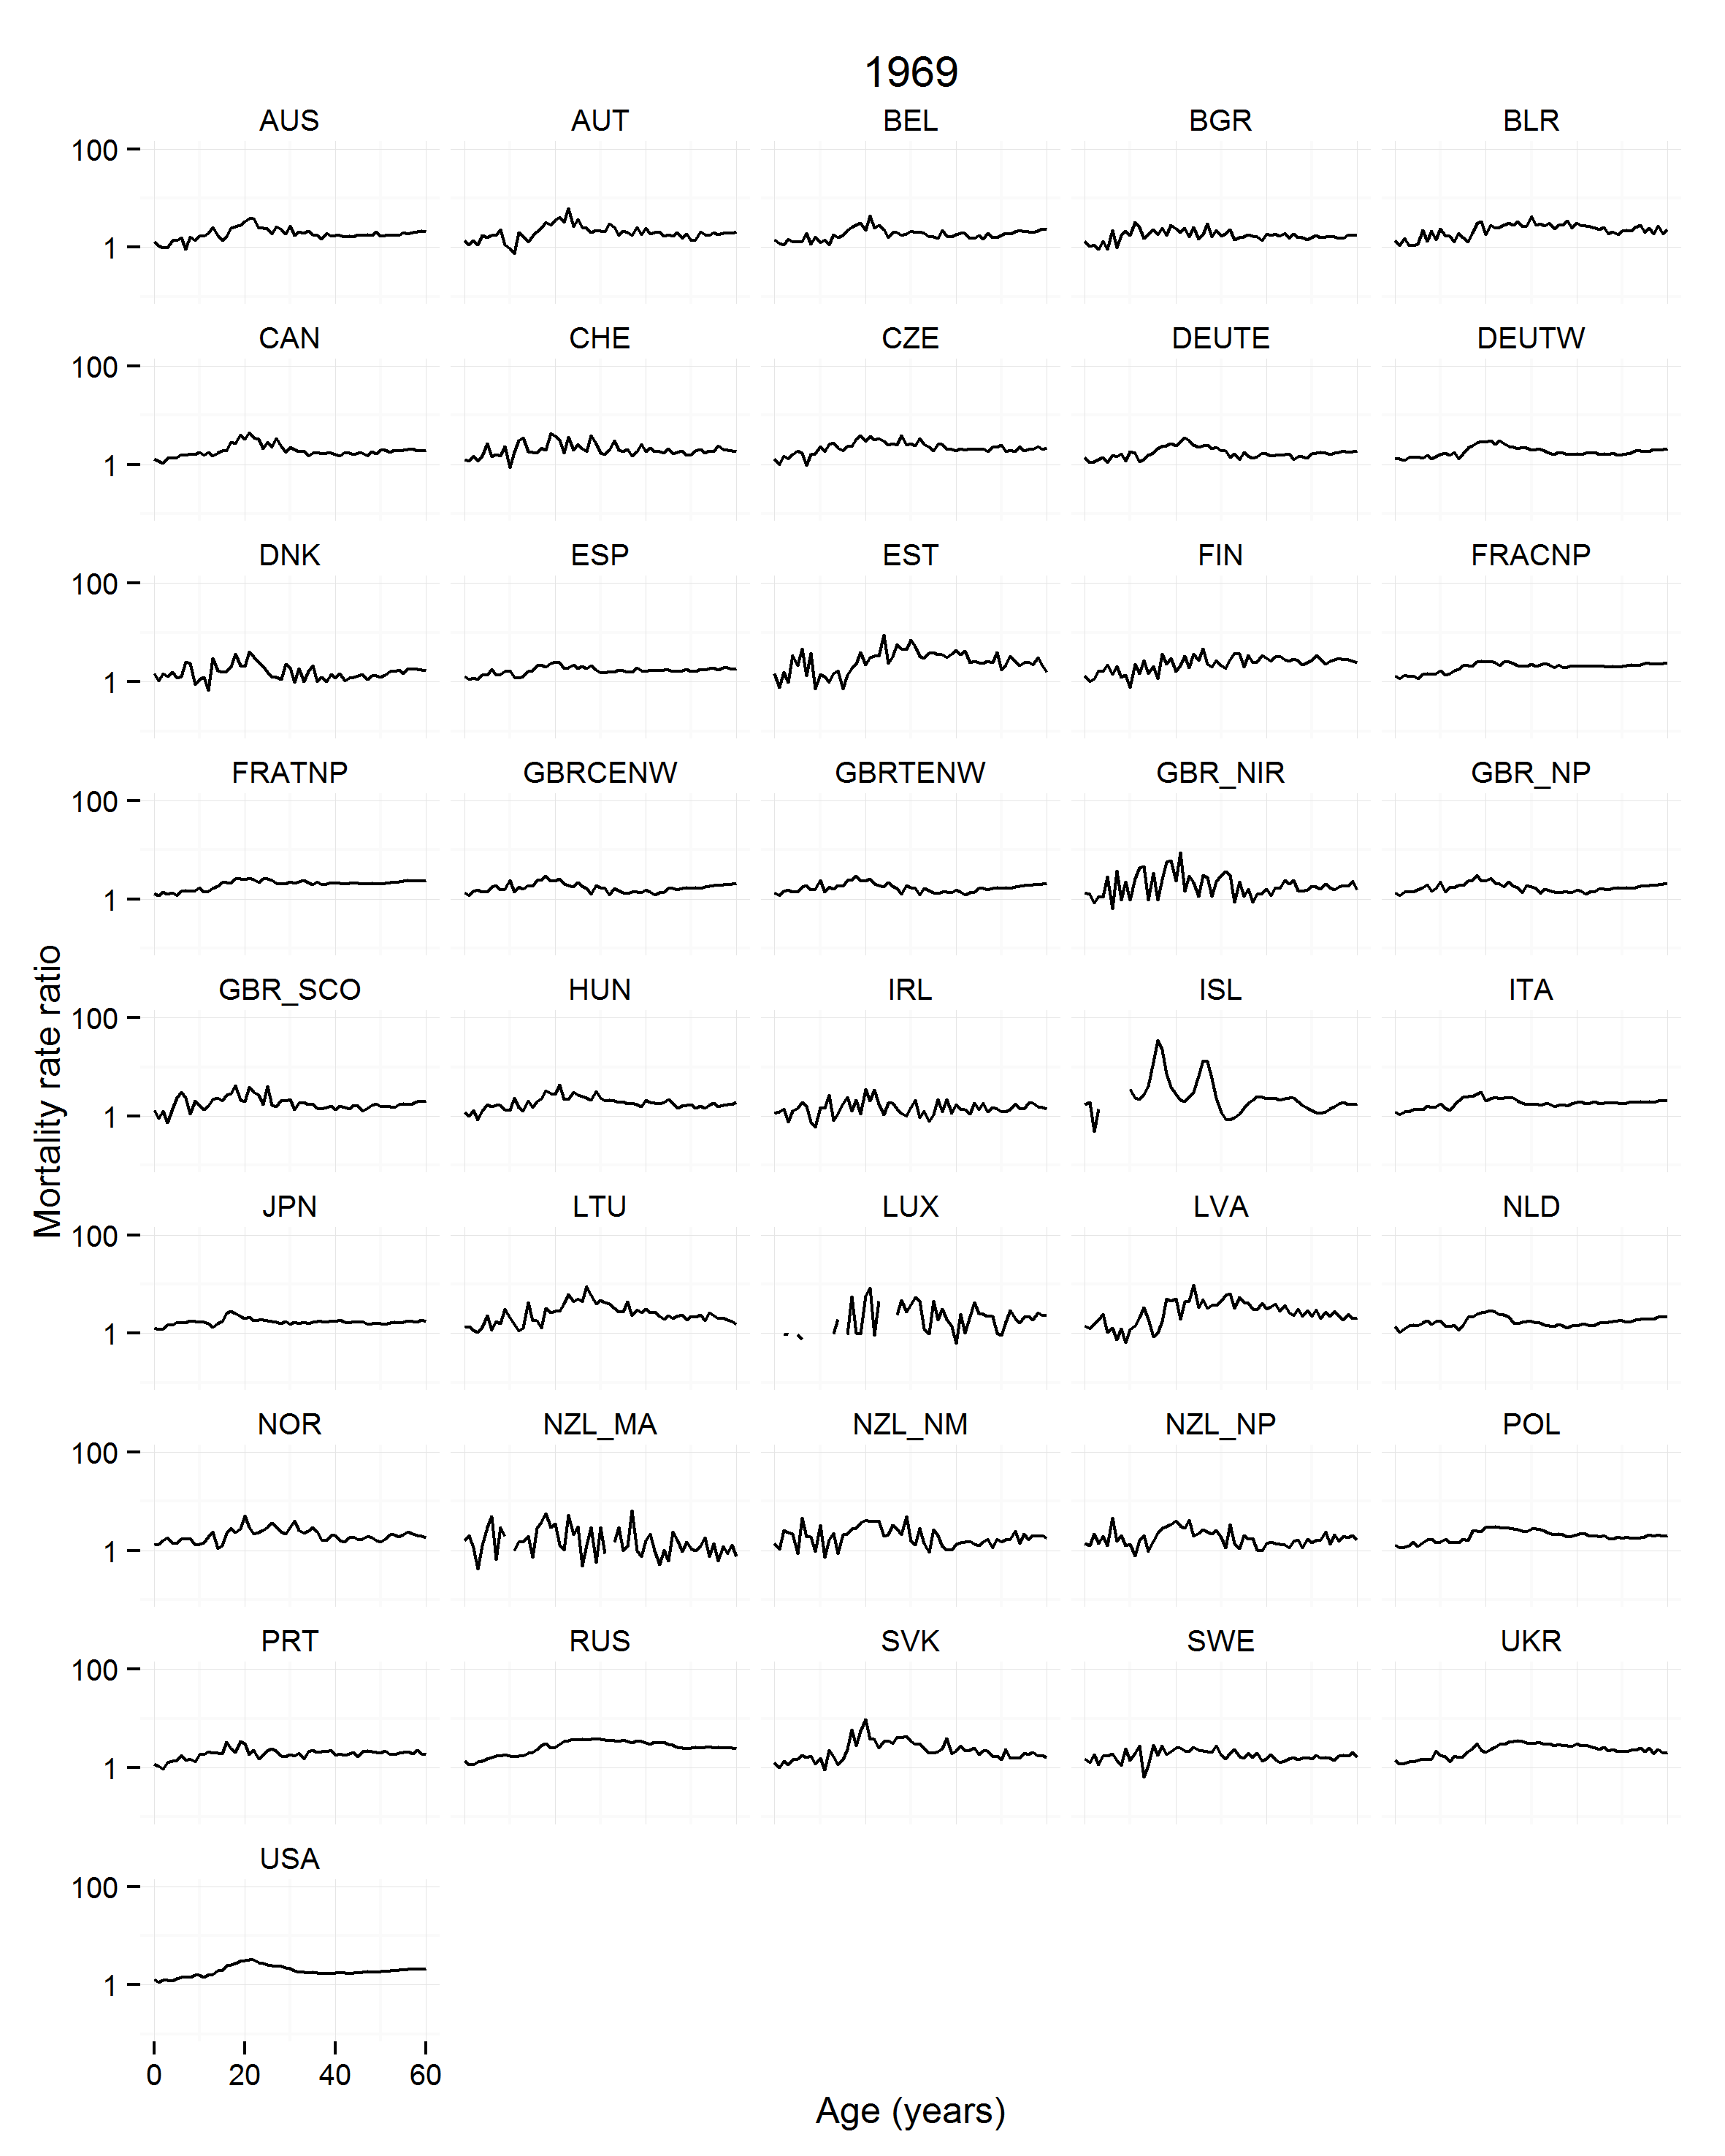 1969
AUS AUT BEL BGR BLR
100
1
CAN CHE CZE DEUTE DEUTW
100
1
DNK ESP EST FIN FRACNP
100
1
FRATNP GBRCENW GBRTENW GBR_NIR GBR_NP
100
1
GBR_SCO HUN IRL ISL ITA
100
1
JPN LTU LUX LVA NLD
100
1
NOR NZL_MA NZL_NM NZL_NP POL
100
1
PRT RUS SVK SWE UKR
100
1
USA
100
1
0 20 40 60
Age (years)
Mortality rate ratio